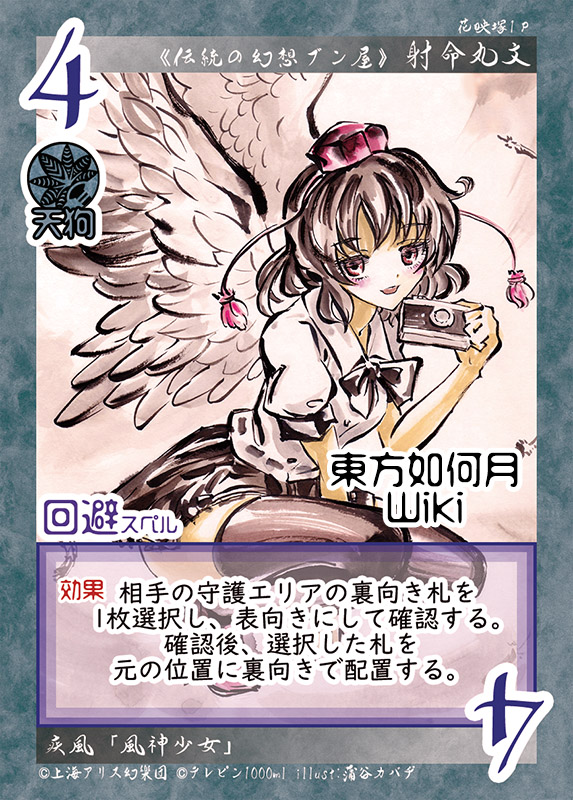 花映塚1P
《伝統の幻想ブン屋》 射命丸文
4
天狗
東方如何月
Wiki
回避スペル
効果 相手の守護エリアの裏向き札を
1枚選択し、表向きにして確認する。
確認後、選択した札を
元の位置に裏向きで配置する。
4
疾風「風神少女」
©上海アリス幻樂団 ©テレピン1000ml illust:蒲谷カバヂ